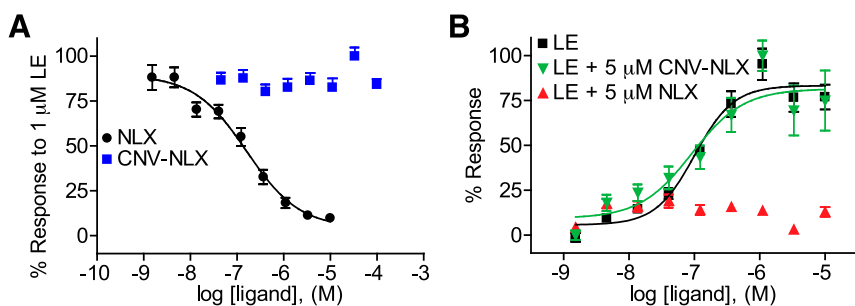 A
% Response to 1 μM LE
100
75
50
25
0
NLX
CNV-NLX
-10 -9 -8 -7 -6 -5 -4 -3
log [ligand], (M)
B
% Response
100
75
50
25
0
LE
LE + 5 μM CNV-NLX
LE + 5 μM NLX
-9 -8 -7 -6 -5
log [ligand], (M)